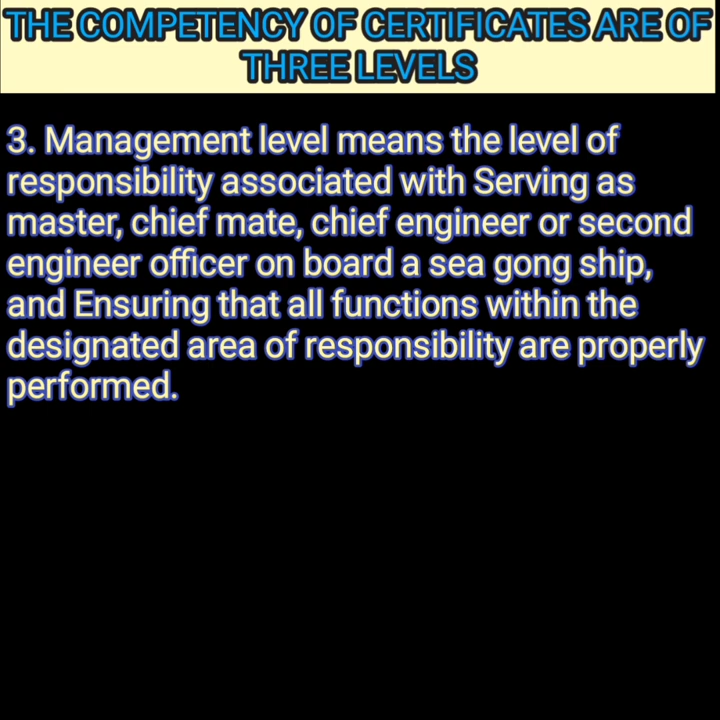 THE COMPETENCY OF CERTIFICATES ARE OF
THREE LEVELS
3. Management level means the level of
responsibility associated with Serving as
master, chief mate, chief engineer or second
engineer officer on board a sea gong ship,
and Ensuring that all functions within the
designated area of responsibility are properly
performed.